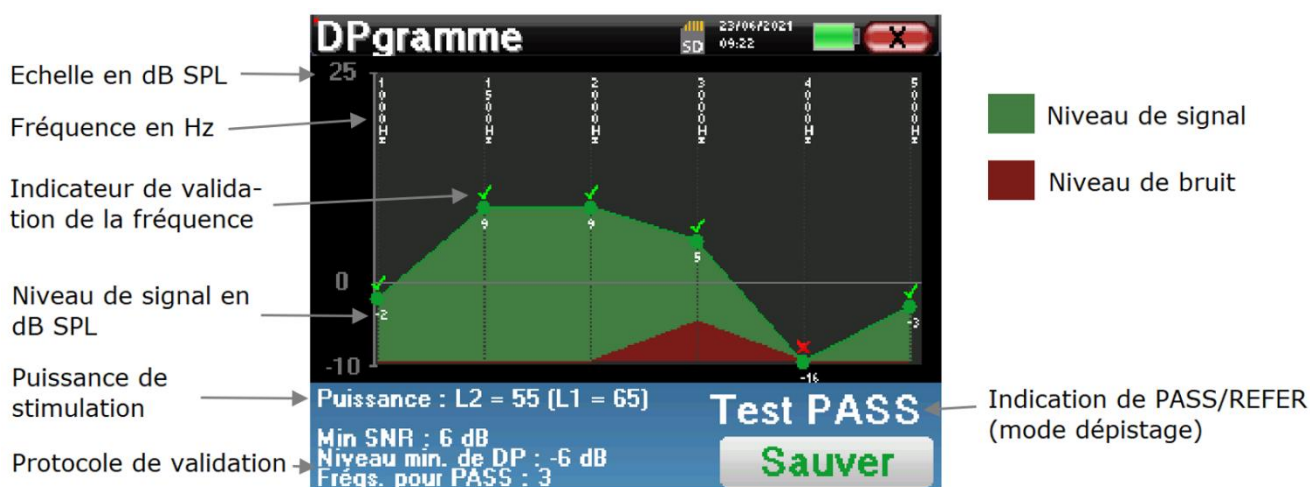 DPgramme
SD
23/06/2021
09:22
X
Echelle en dB SPL
25
Fréquence en Hz
1000Hz
1500Hz
2000Hz
3000Hz
4000Hz
5000Hz
Niveau de signal
Niveau de bruit
Indicateur de valida-
tion de la fréquence
9
9
5
0
Niveau de signal en
dB SPL
-2
-3
-10
-16
Puissance de
stimulation
Puissance : L2 = 55 (L1 = 65)
Test PASS
Indication de PASS/REFER
(mode dépistage)
Protocole de validation
Min SNR : 6 dB
Niveau min. de DP : -6 dB
Fréqs. pour PASS : 3
Sauver